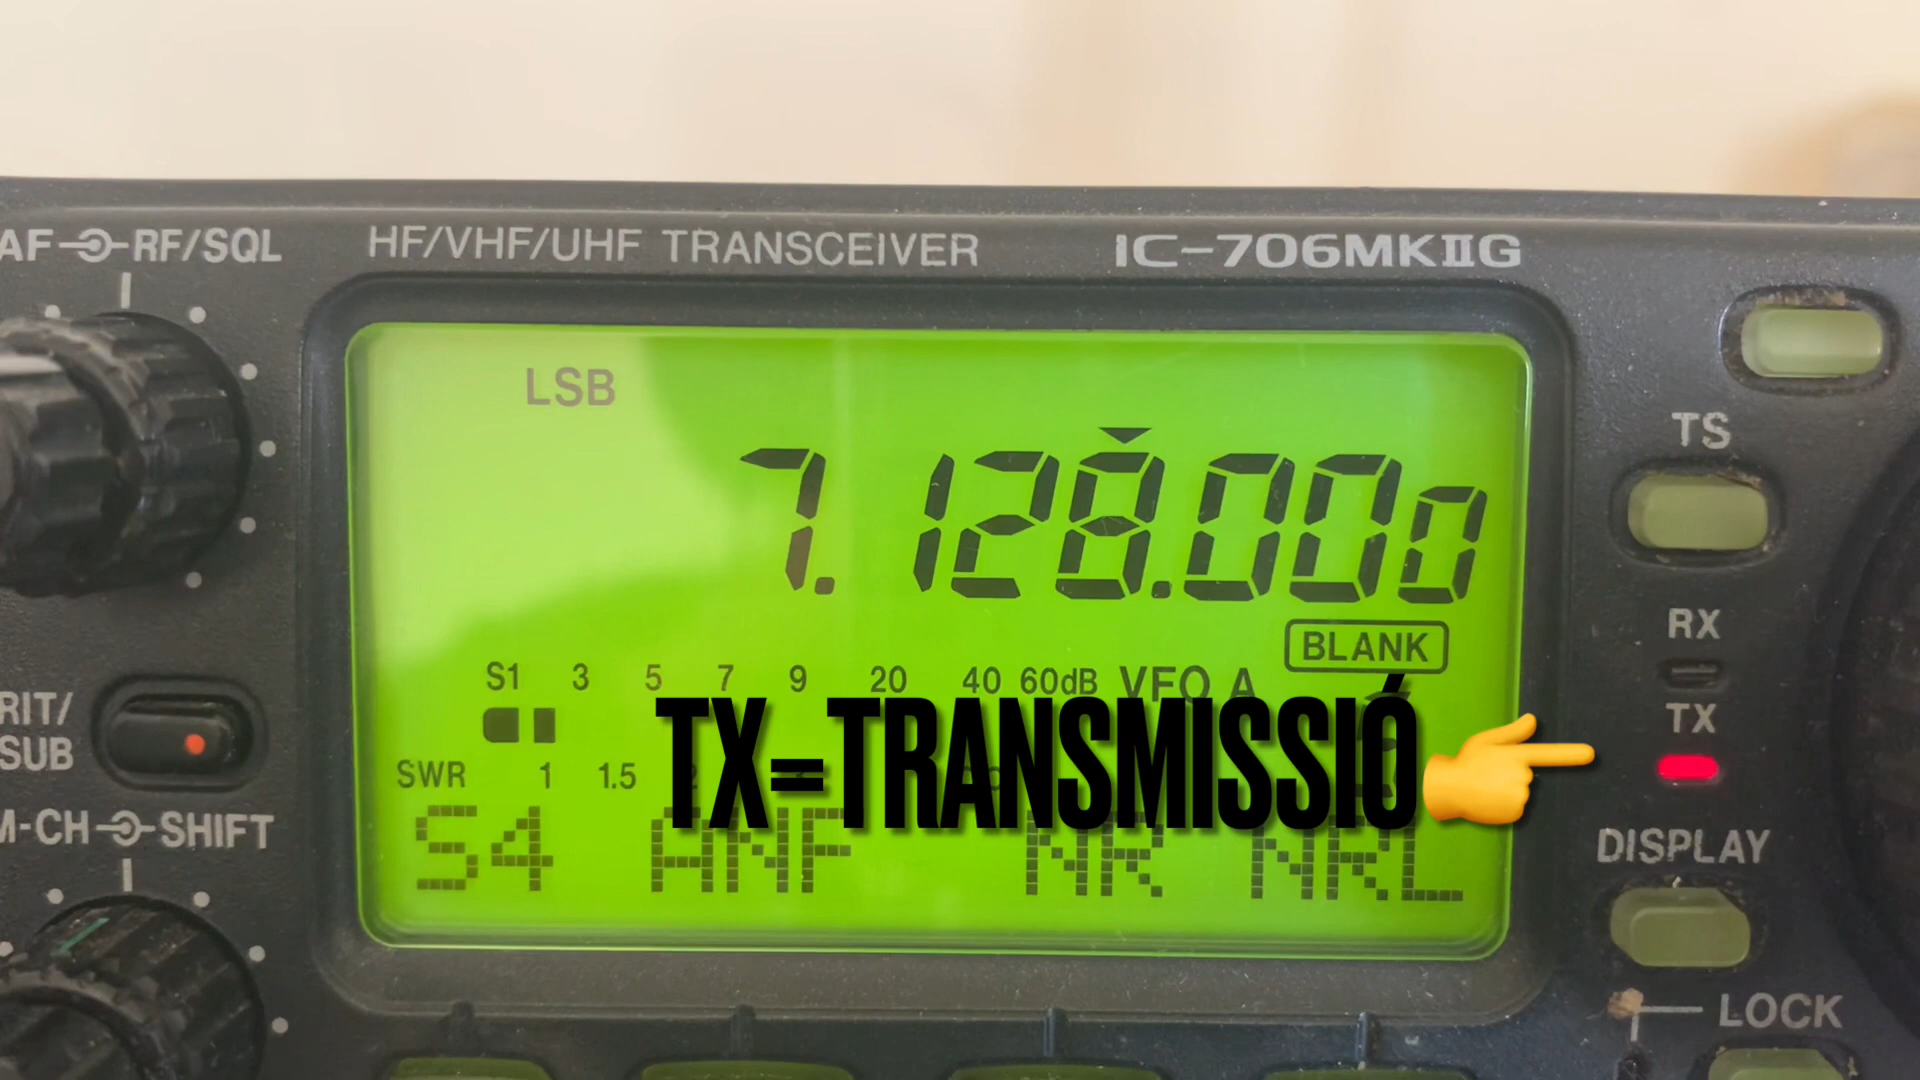 AF RF/SQL
HF/VHF/UHF TRANSCEIVER
IC-706MKIIG
LSB
7.128.000
TS
BLANK
RX
S1 3 5 7 9 20 40 60dB VFO A
RIT/
SUB
TX
TX=TRANSMISSIÓ
SWR 1 1.5
M-CH SHIFT
S4 ANF NR NRL
DISPLAY
LOCK